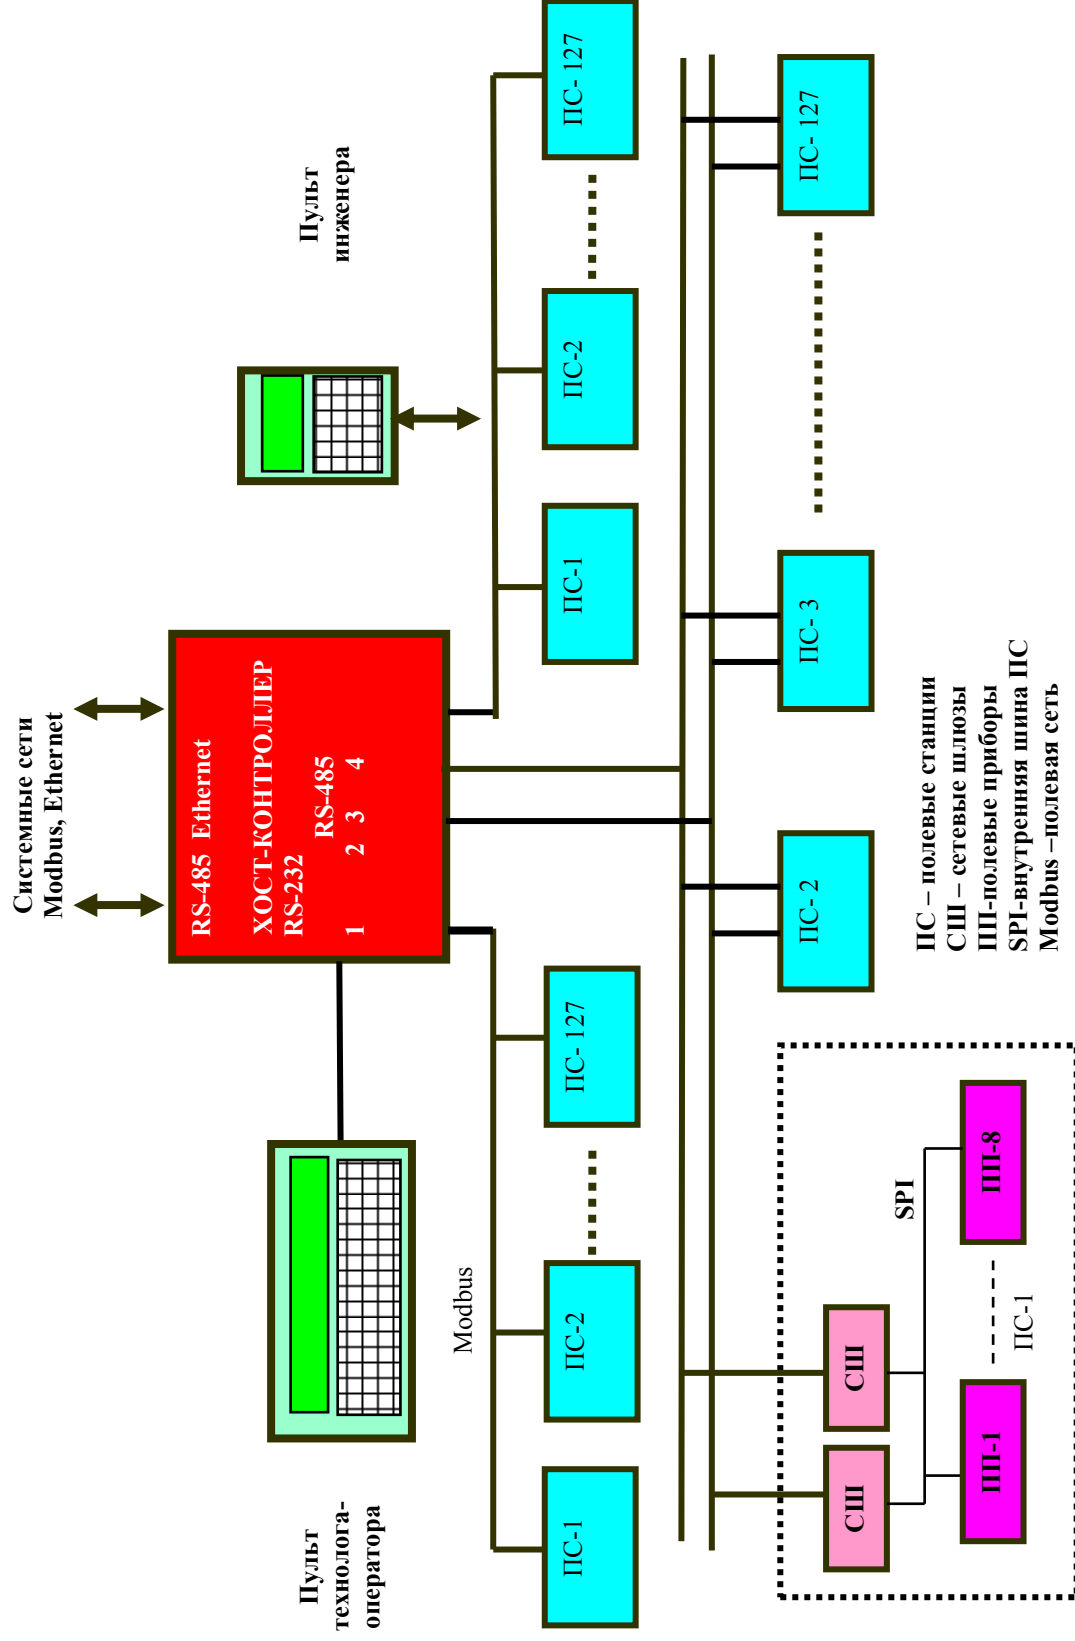 Системные сети
Modbus, Ethernet
RS-485  Ethernet
ХОСТ-КОНТРОЛЛЕР
RS-232
RS-485
1
2
3
4
Пульт
технолога-
оператора
Пульт
инженера
Modbus
ПС-1
ПС-2
ПС- 127
ПС-1
ПС-2
ПС- 127
ПС- 2
ПС- 3
ПС- 127
СШ
СШ
SPI
ПП-1
ПП-8
ПС-1
ПС – полевые станции
СШ – сетевые шлюзы
ПП-полевые приборы
SPI-внутренняя шина ПС
Modbus –полевая сеть